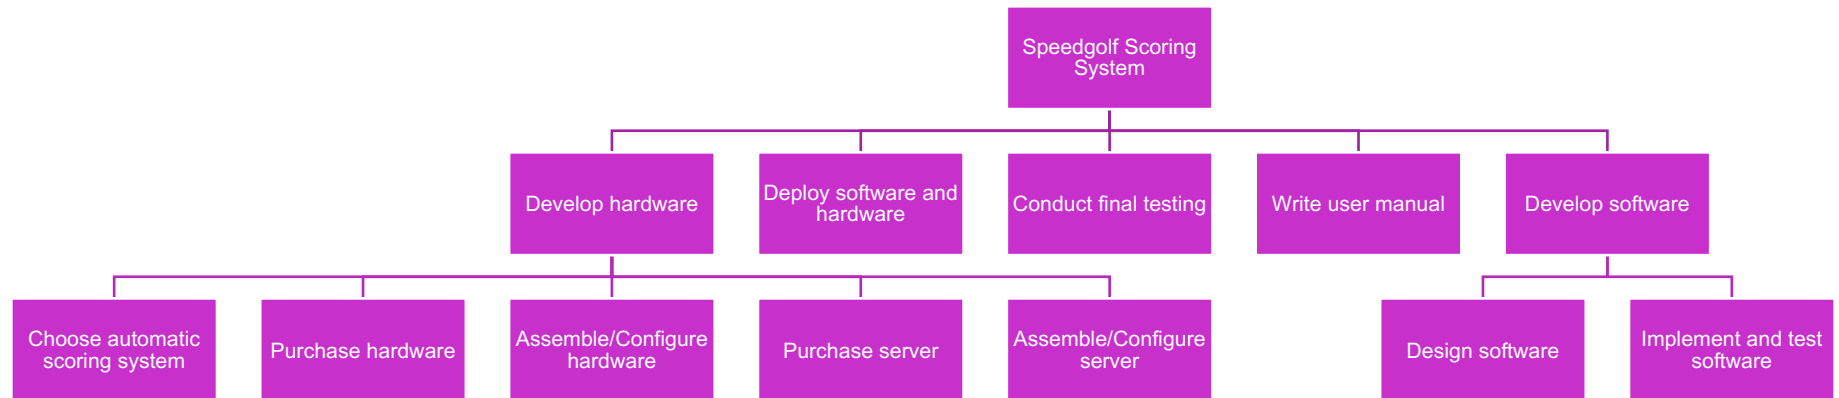 Speedgolf Scoring
System
Develop hardware
Deploy software and
hardware
Conduct final testing
Write user manual
Develop software
Choose automatic
scoring system
Purchase hardware
Assemble/Configure
hardware
Purchase server
Assemble/Configure
server
Design software
Implement and test
software